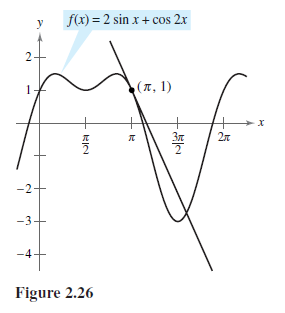 f(x) = 2 sin x + cos 2x
y
2
1
(π, 1)
x
π/2
π
3π/2
2π
−2
−3
−4
Figure 2.26